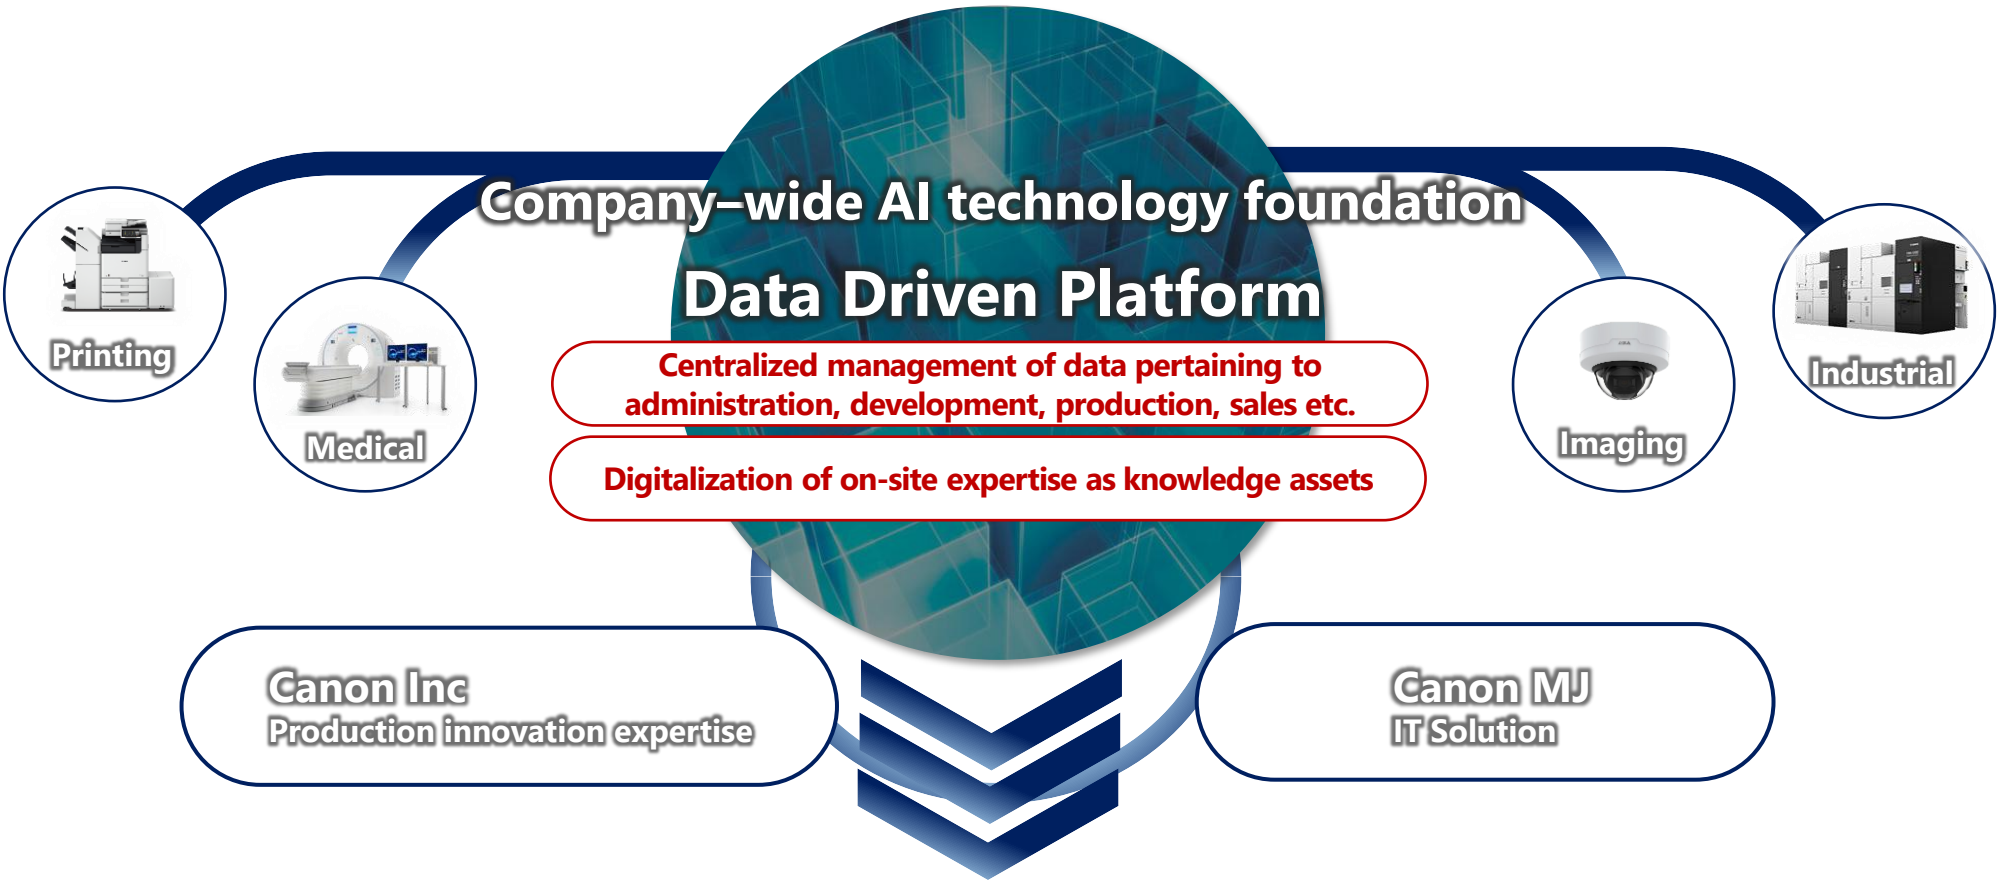 Company–wide AI technology foundation
Data Driven Platform
Centralized management of data pertaining to
administration, development, production, sales etc.
Digitalization of on-site expertise as knowledge assets
Printing
Medical
Imaging
Industrial
Canon Inc
Production innovation expertise
Canon MJ
IT Solution